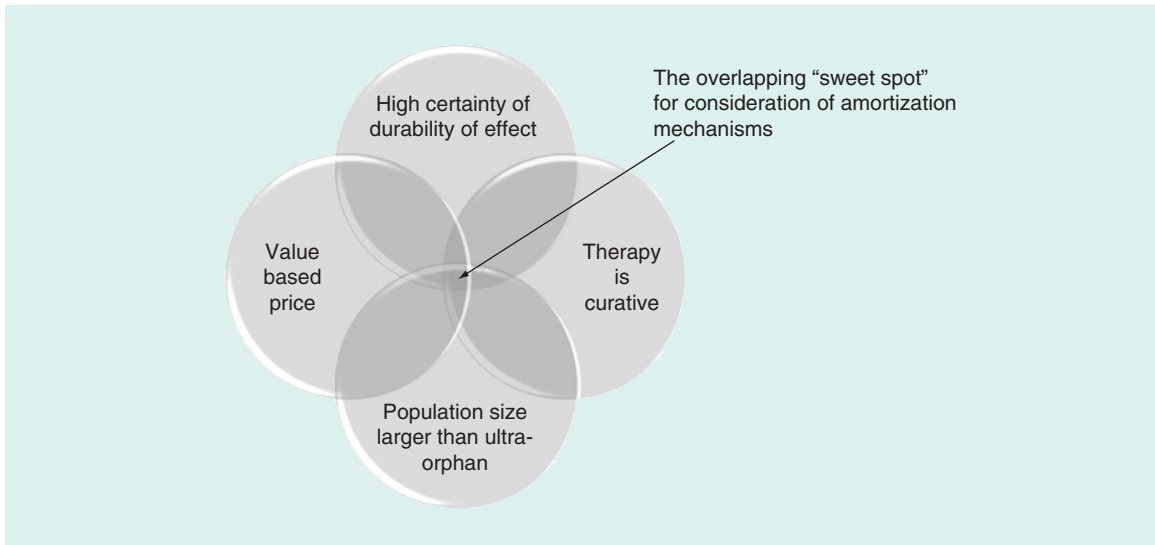 High certainty of
durability of effect
The overlapping “sweet spot”
for consideration of amortization
mechanisms
Value
based
price
Therapy
is
curative
Population size
larger than ultra-
orphan